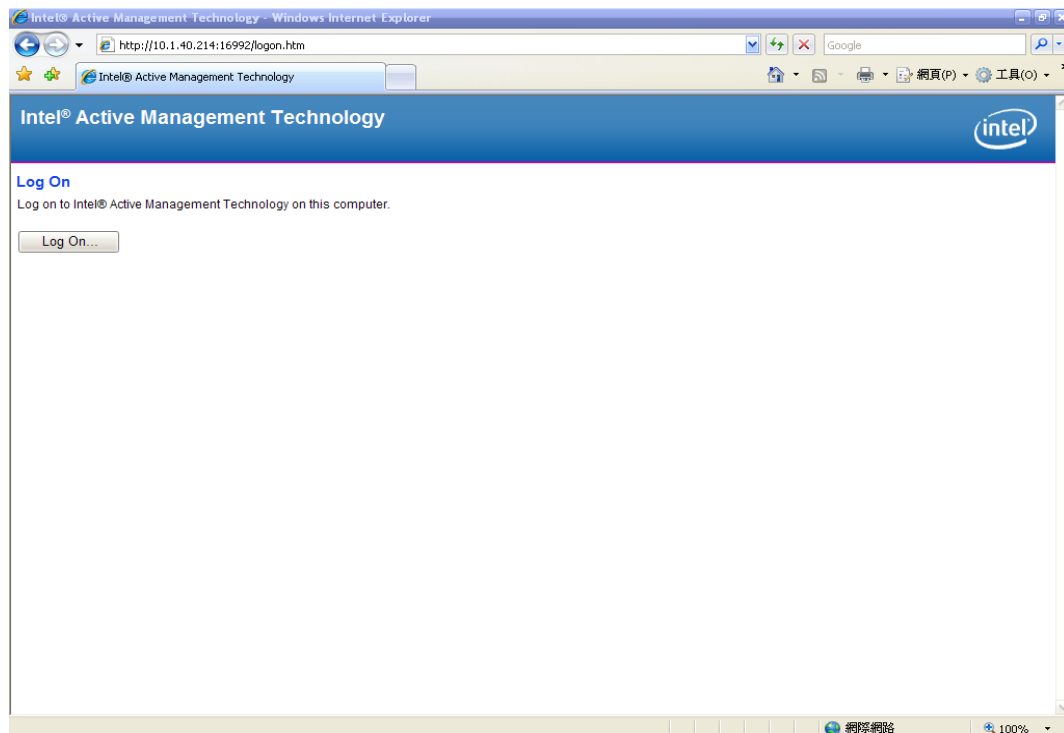 Intel® Active Management Technology - Windows Internet Explorer
http://10.1.40.214:16992/logon.htm
Google
Intel® Active Management Technology
網頁(P)
工具(O)
Intel® Active Management Technology
intel
Log On
Log on to Intel® Active Management Technology on this computer.
Log On...
網際網路
100%